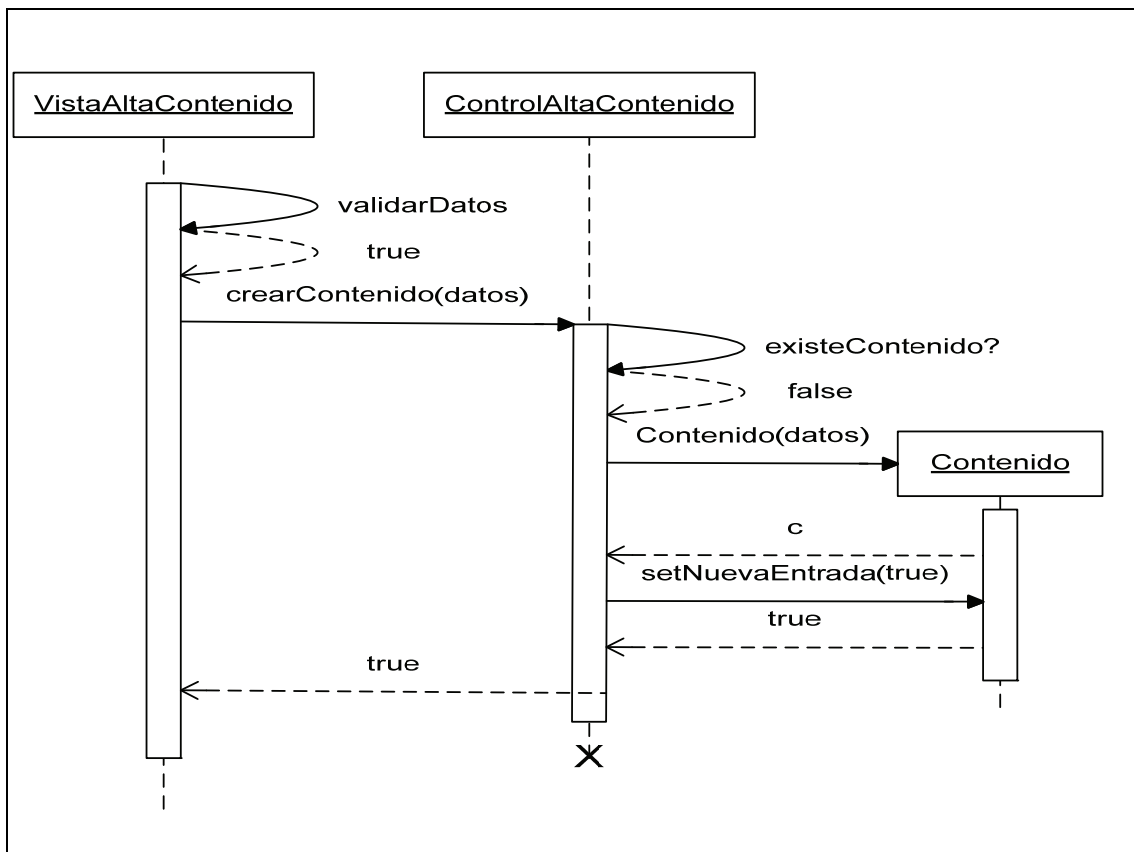 VistaAltaContenido
ControlAltaContenido
validarDatos
true
crearContenido(datos)
existeContenido?
false
Contenido(datos)
Contenido
c
setNuevaEntrada(true)
true
true